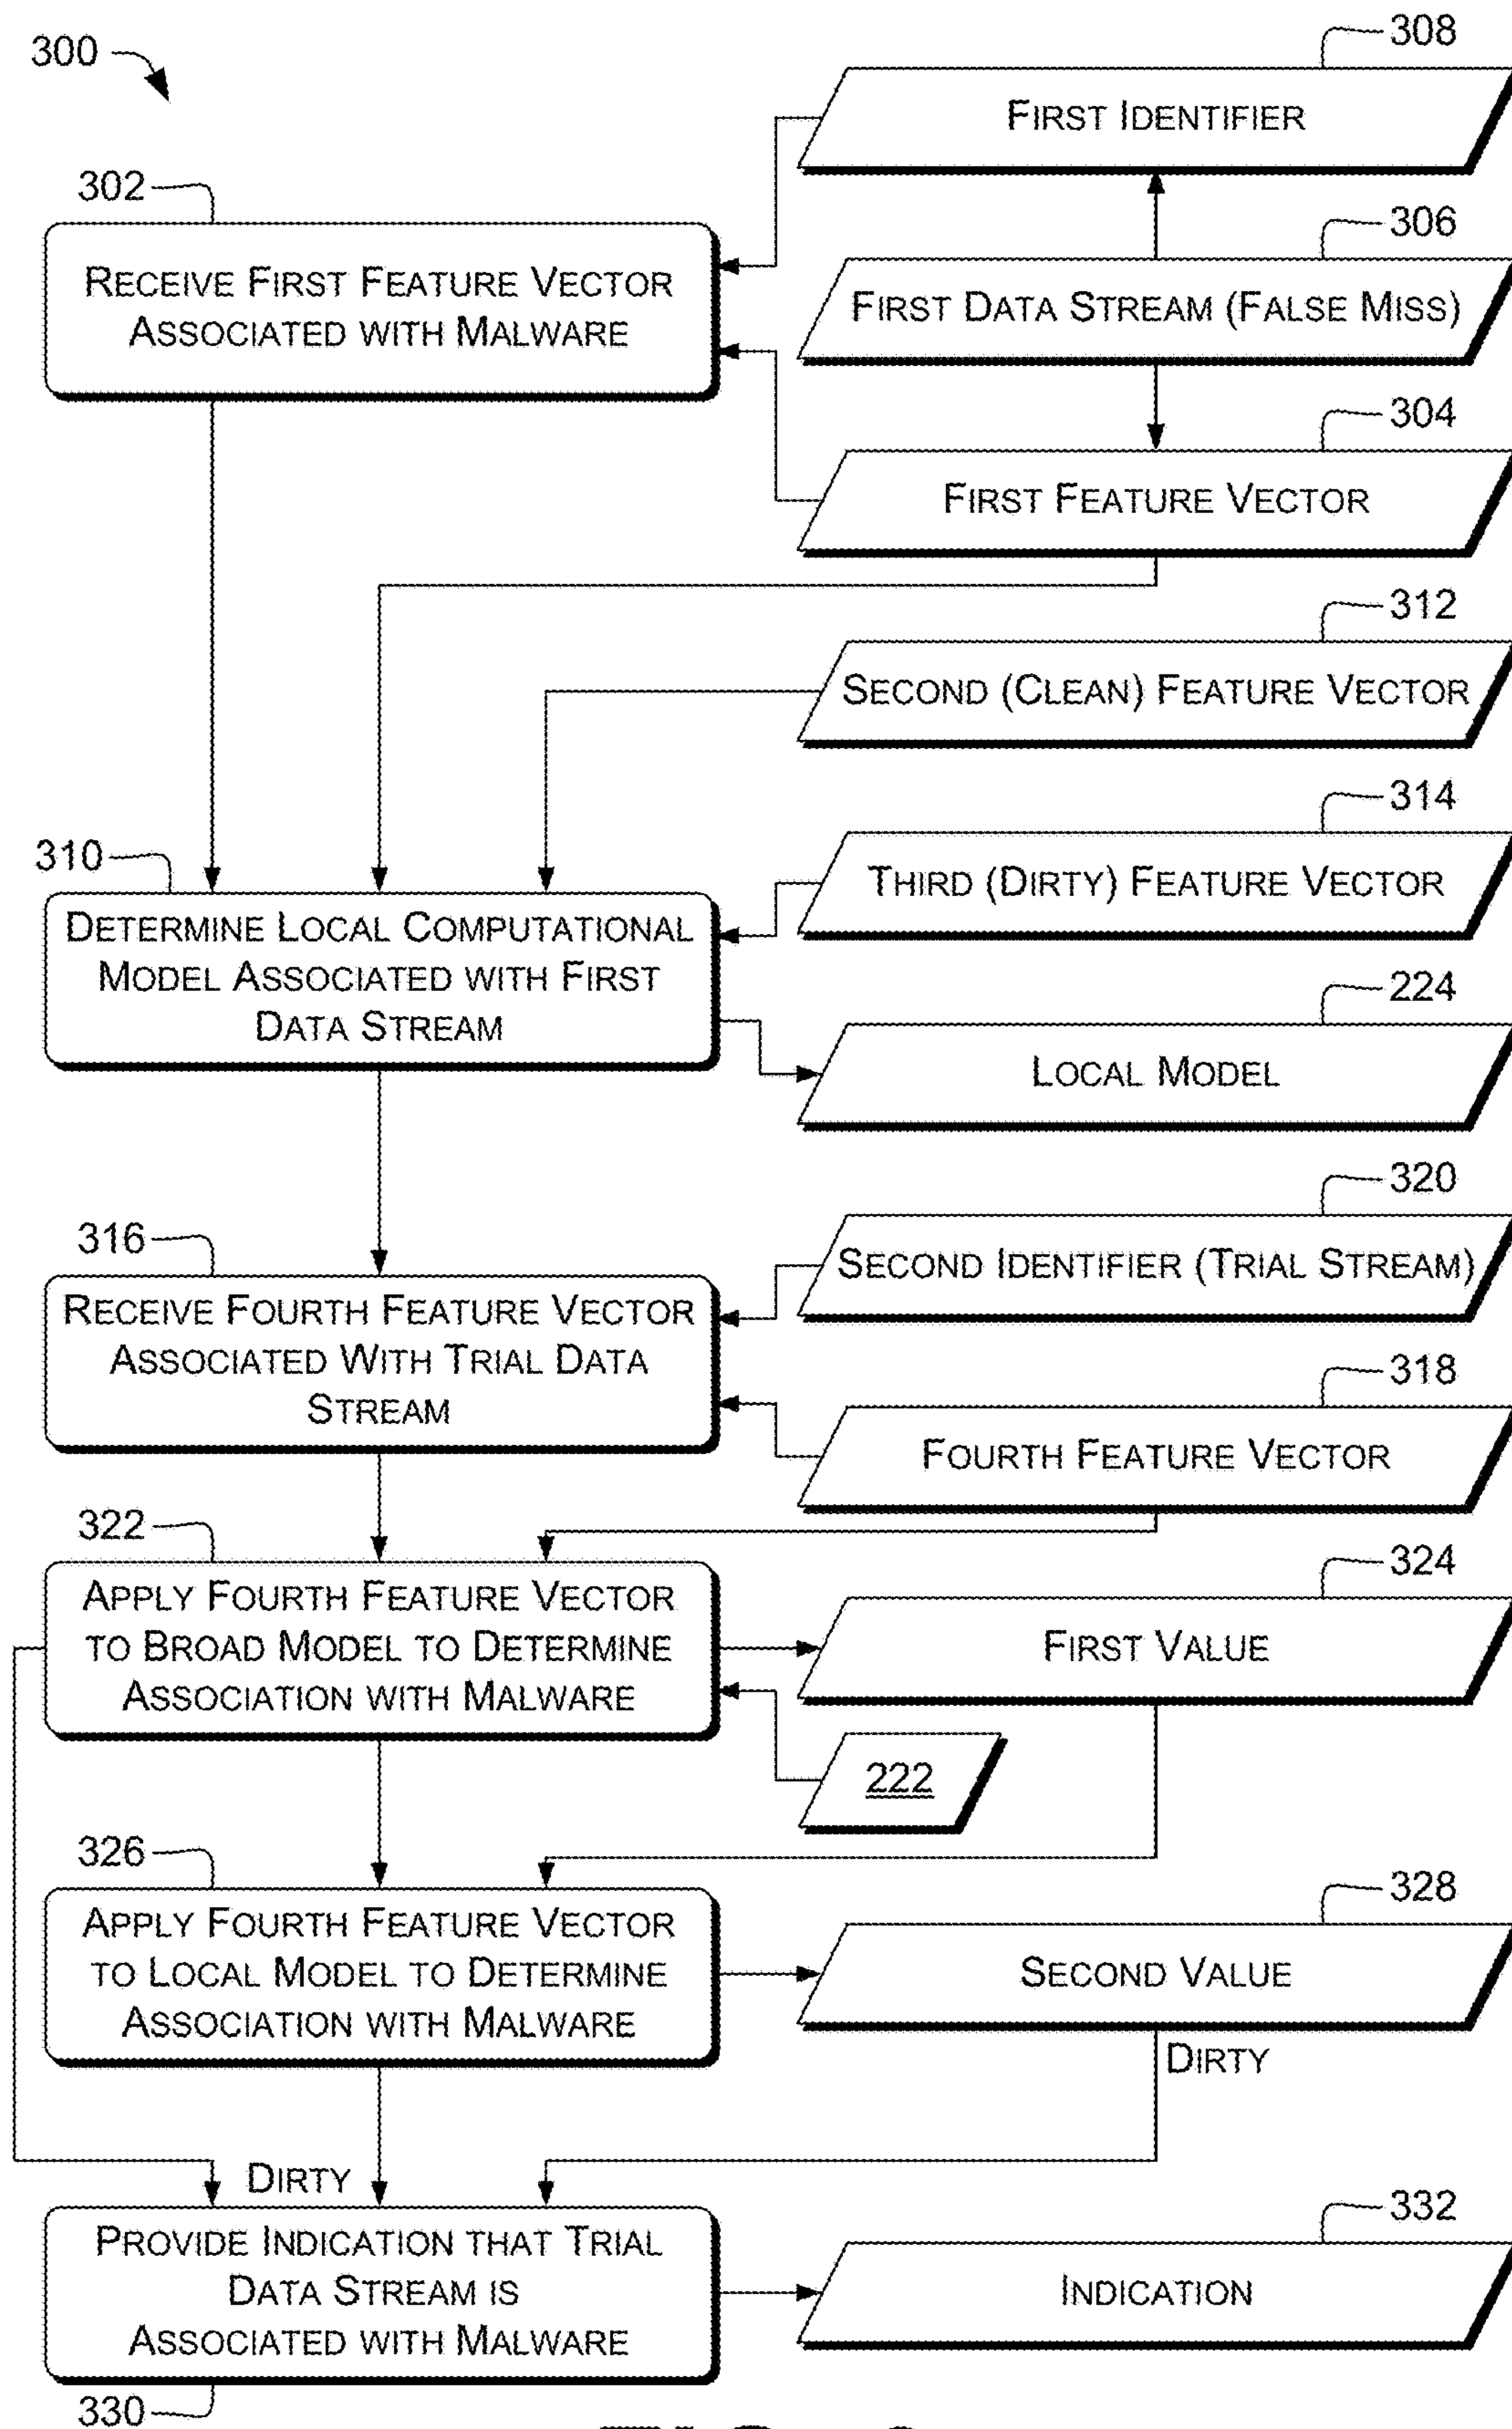 300
308
FIRST IDENTIFIER
302
306
RECEIVE FIRST FEATURE VECTOR
ASSOCIATED WITH MALWARE
FIRST DATA STREAM (FALSE MISS)
304
FIRST FEATURE VECTOR
312
SECOND (CLEAN) FEATURE VECTOR
314
THIRD (DIRTY) FEATURE VECTOR
310
DETERMINE LOCAL COMPUTATIONAL
MODEL ASSOCIATED WITH FIRST
DATA STREAM
224
LOCAL MODEL
320
SECOND IDENTIFIER (TRIAL STREAM)
316
RECEIVE FOURTH FEATURE VECTOR
ASSOCIATED WITH TRIAL DATA
STREAM
318
FOURTH FEATURE VECTOR
322
APPLY FOURTH FEATURE VECTOR
TO BROAD MODEL TO DETERMINE
ASSOCIATION WITH MALWARE
324
FIRST VALUE
222
326
APPLY FOURTH FEATURE VECTOR
TO LOCAL MODEL TO DETERMINE
ASSOCIATION WITH MALWARE
328
SECOND VALUE
DIRTY
DIRTY
PROVIDE INDICATION THAT TRIAL
DATA STREAM IS
ASSOCIATED WITH MALWARE
330
332
INDICATION